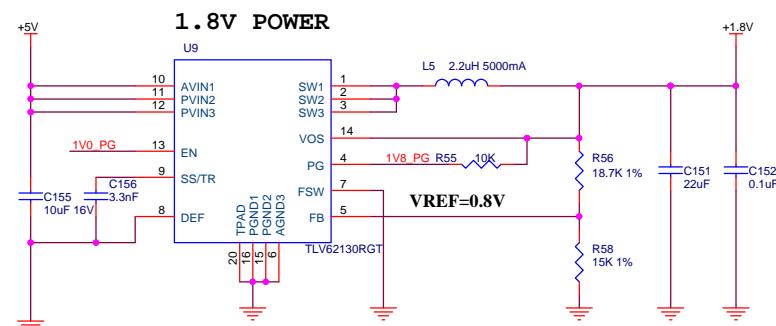 1.8V POWER
+5V
+1.8V
U9
L5 2.2uH 5000mA
10 AVIN1 SW1 1
11 PVIN2 SW2 2
12 PVIN3 SW3 3
VOS 14
1V0_PG 13 EN PG 4 1V8_PG R55 10K
R56
18.7K 1%
C151
22uF
C152
0.1uF
C156
3.3nF
9 SS/TR FSW 7
C155
10uF 16V
VREF=0.8V
8 DEF FB 5
TPAD
PGND1
PGND2
AGND3
TLV62130RGT
20
16
15
6
R58
15K 1%